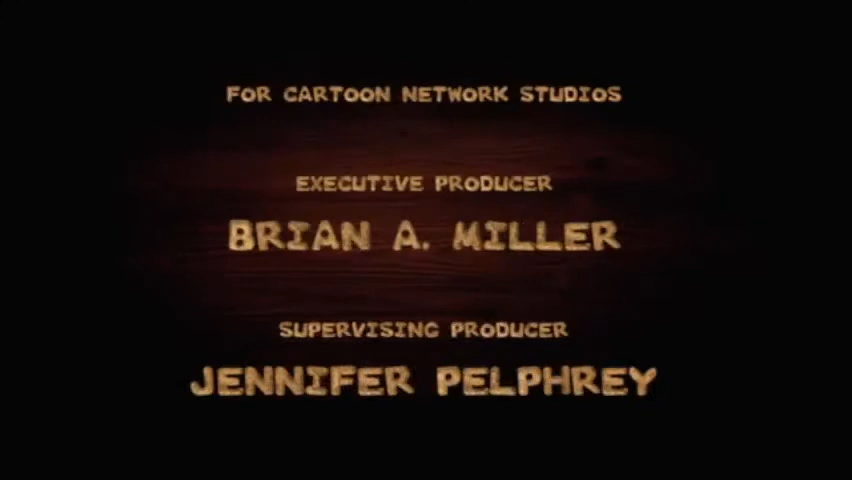 FOR CARTOON NETWORK STUDIOS
EXECUTIVE PRODUCER
BRIAN A. MILLER
SUPERVISING PRODUCER
JENNIFER PELPHREY